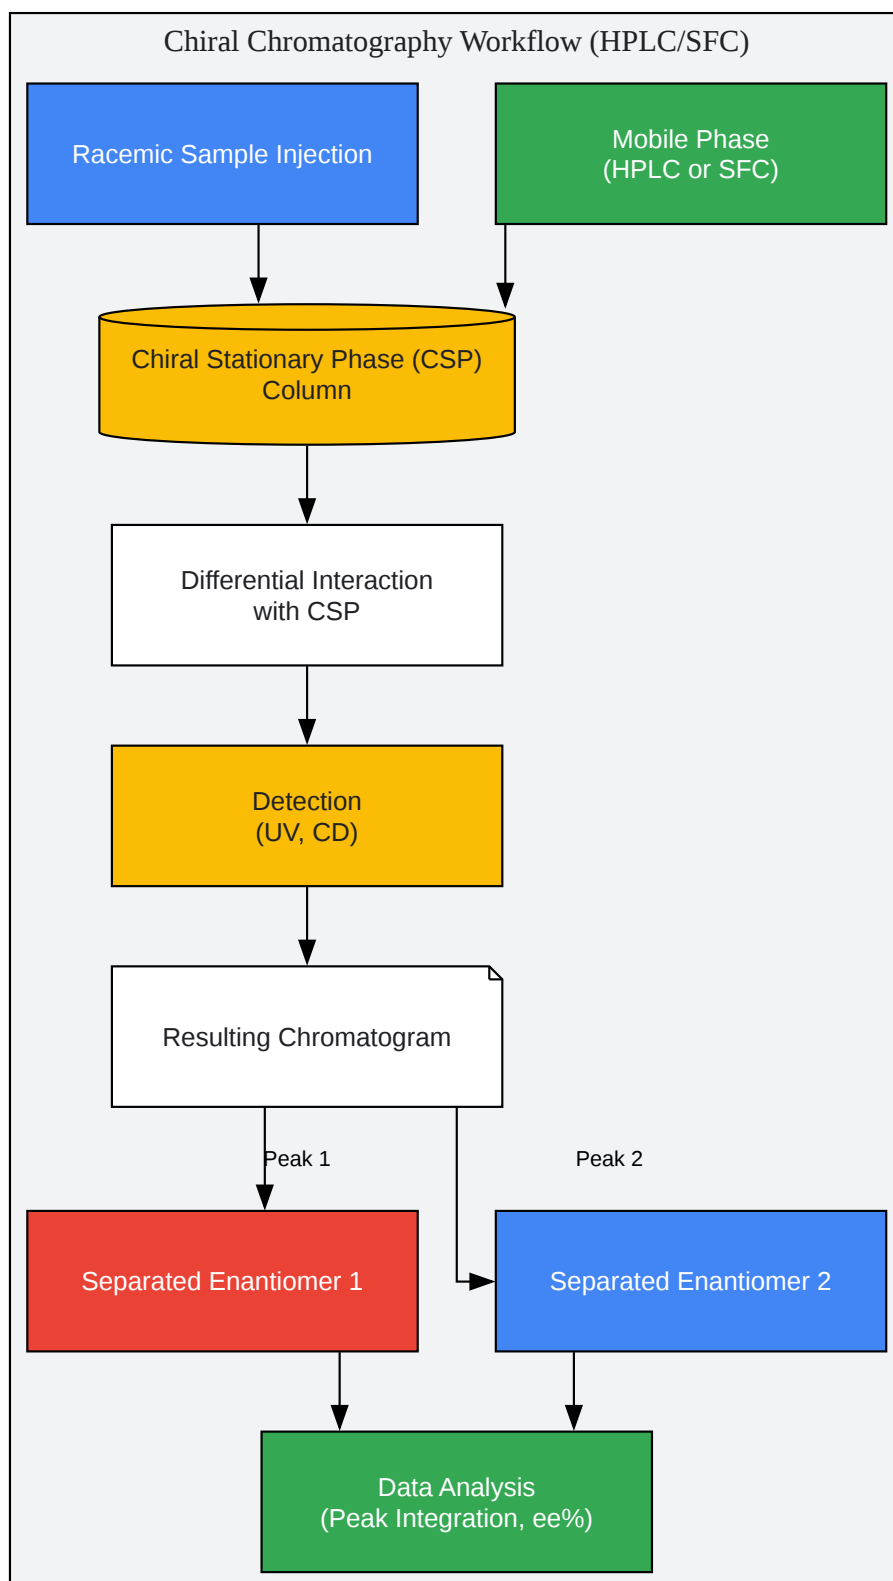 Chiral Chromatography Workflow (HPLC/SFC)
Racemic Sample Injection
Mobile Phase
(HPLC or SFC)
Chiral Stationary Phase (CSP)
Column
Differential Interaction
with CSP
Detection
(UV, CD)
Resulting Chromatogram
Peak 1
Peak 2
Separated Enantiomer 1
Separated Enantiomer 2
Data Analysis
(Peak Integration, ee%)